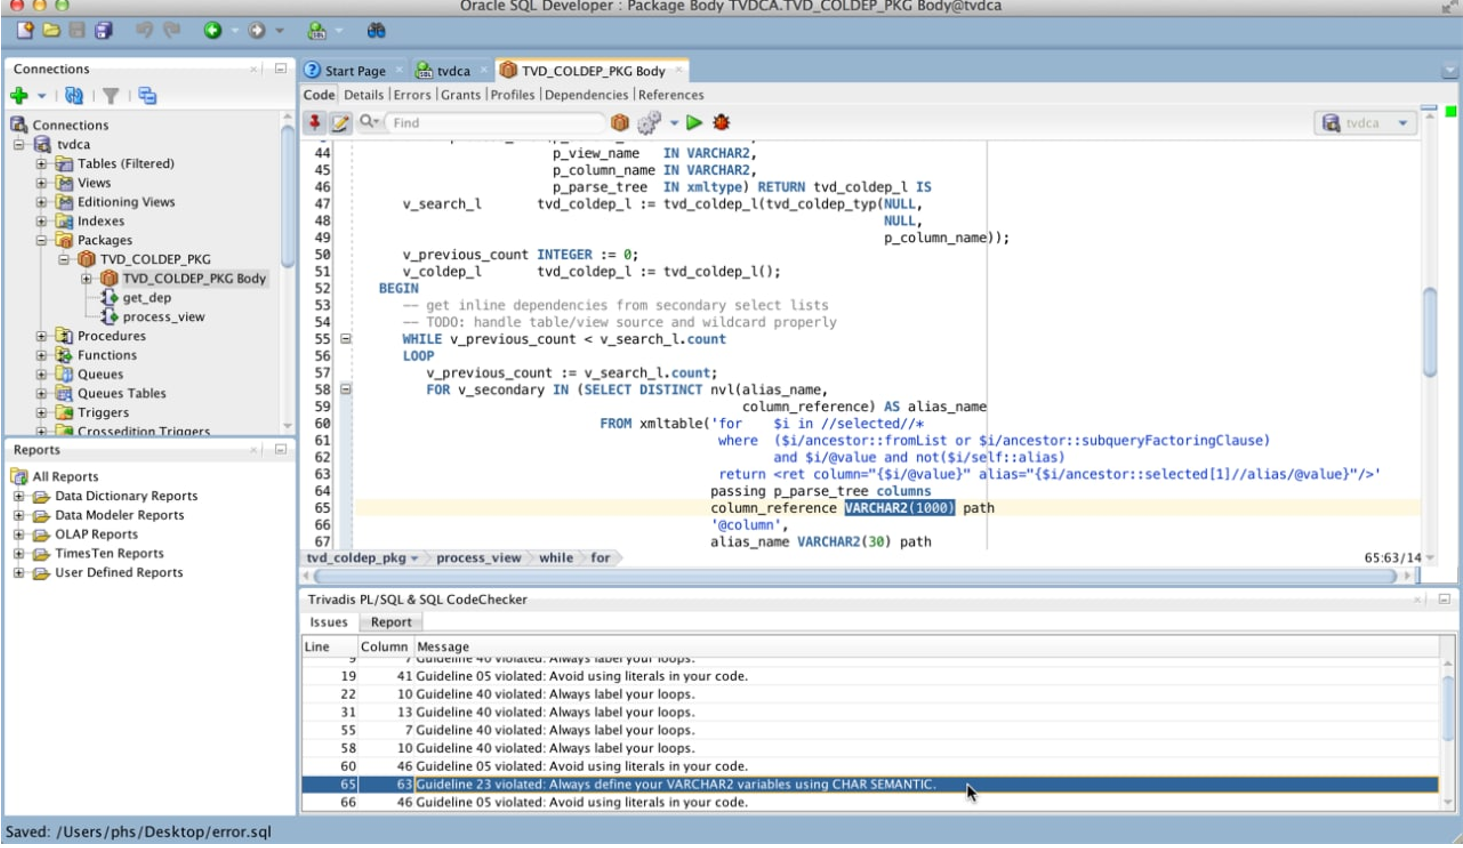 Oracle SQL Developer : Package Body TVDCA.TVD_COLDEP_PKG Body@tvdca
Connections
Connections
tvdca
Tables (Filtered)
Views
Editioning Views
Indexes
Packages
TVD_COLDEP_PKG
TVD_COLDEP_PKG Body
get_dep
process_view
Procedures
Functions
Queues
Queues Tables
Triggers
Crossedition Triggers
Reports
All Reports
Data Dictionary Reports
Data Modeler Reports
OLAP Reports
TimesTen Reports
User Defined Reports
Start Page
tvdca
TVD_COLDEP_PKG Body
Code Details | Errors | Grants | Profiles | Dependencies | References
Find
tvdca
44 p_view_name IN VARCHAR2,
45 p_column_name IN VARCHAR2,
46 p_parse_tree IN xmltype) RETURN tvd_coldep_l IS
47 v_search_l tvd_coldep_l := tvd_coldep_l(tvd_coldep_typ(NULL,
48 NULL,
49 p_column_name));
50 v_previous_count INTEGER := 0;
51 v_coldep_l tvd_coldep_l := tvd_coldep_l();
52 BEGIN
53 -- get inline dependencies from secondary select lists
54 -- TODO: handle table/view source and wildcard properly
55 WHILE v_previous_count < v_search_l.count
56 LOOP
57 v_previous_count := v_search_l.count;
58 FOR v_secondary IN (SELECT DISTINCT nvl(alias_name,
59 column_reference) AS alias_name
60 FROM xmltable('for $i in //selected//*
61 where ($i/ancestor::fromList or $i/ancestor::subqueryFactoringClause)
62 and $i/@value and not($i/self::alias)
63 return <ret column="{$i/@value}" alias="{$i/ancestor::selected[1]//alias/@value}"/>'
64 passing p_parse_tree columns
65 column_reference VARCHAR2(1000) path
66 '@column',
67 alias_name VARCHAR2(30) path
tvd_coldep_pkg process_view while for
65:63/14
Trivadis PL/SQL & SQL CodeChecker
Issues Report
Line Column Message
9 7 Guideline 40 violated: Always label your loops.
19 41 Guideline 05 violated: Avoid using literals in your code.
22 10 Guideline 40 violated: Always label your loops.
31 13 Guideline 40 violated: Always label your loops.
55 7 Guideline 40 violated: Always label your loops.
58 10 Guideline 40 violated: Always label your loops.
60 46 Guideline 05 violated: Avoid using literals in your code.
65 63 Guideline 23 violated: Always define your VARCHAR2 variables using CHAR SEMANTIC.
66 46 Guideline 05 violated: Avoid using literals in your code.
Saved: /Users/phs/Desktop/error.sql